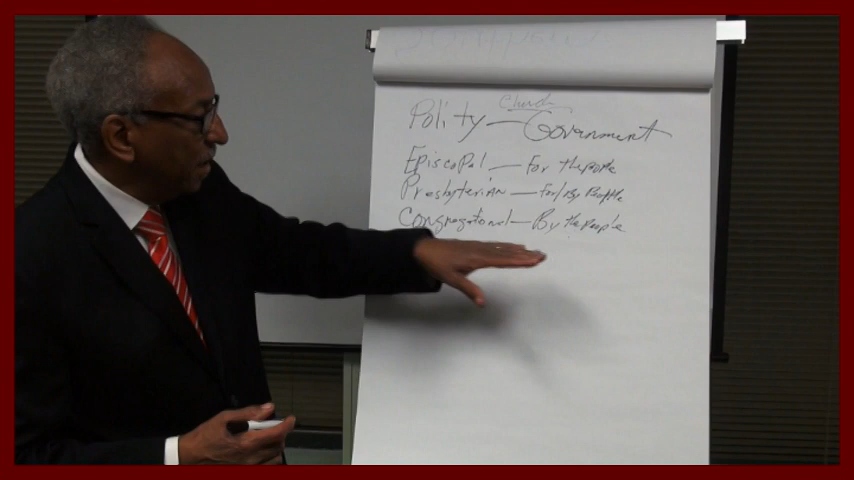 Church
Polity — Government
Episcopal — For the people
Presbyterian — For/By People
Congregational — By the people